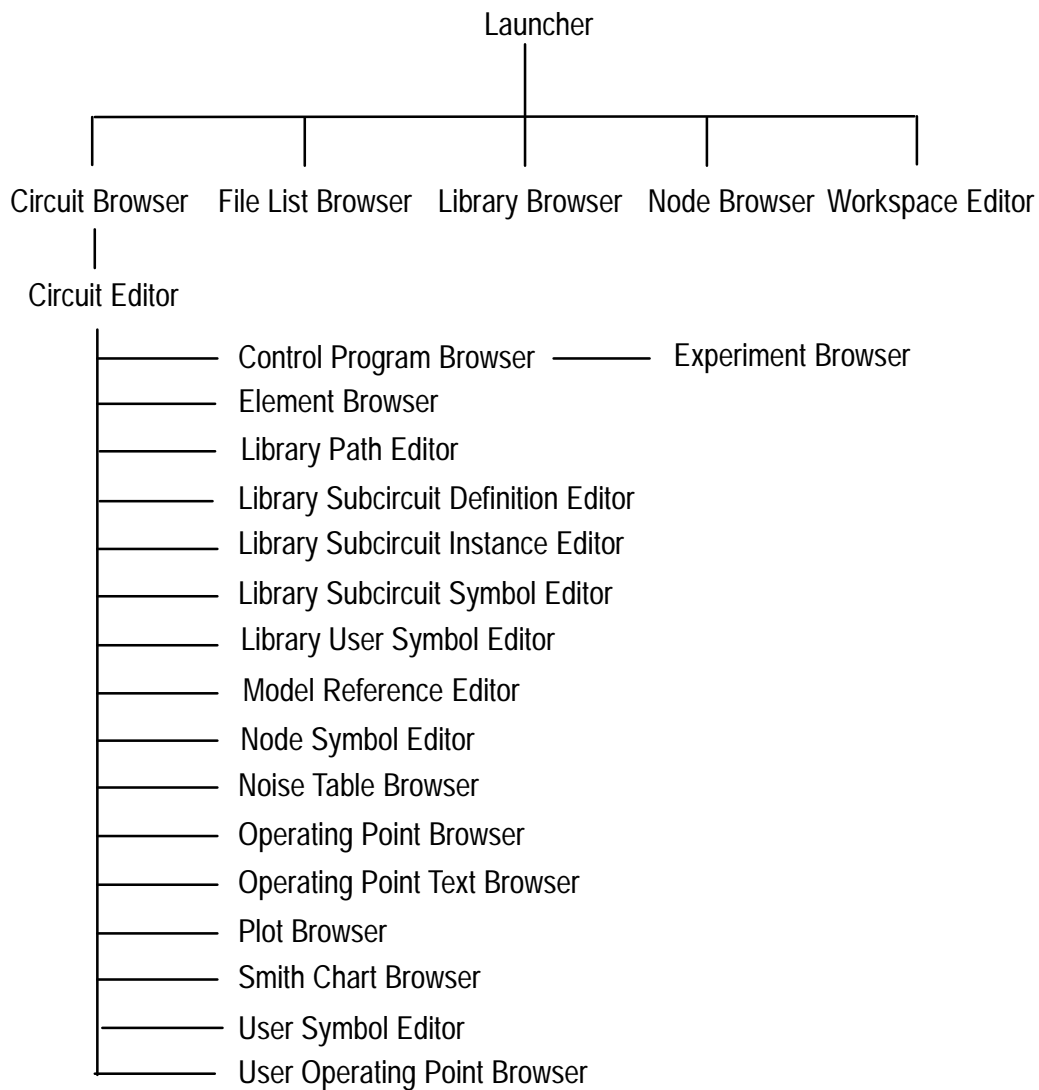 Launcher
Circuit Browser File List Browser Library Browser Node Browser Workspace Editor
Circuit Editor
Control Program Browser Experiment Browser
Element Browser
Library Path Editor
Library Subcircuit Definition Editor
Library Subcircuit Instance Editor
Library Subcircuit Symbol Editor
Library User Symbol Editor
Model Reference Editor
Node Symbol Editor
Noise Table Browser
Operating Point Browser
Operating Point Text Browser
Plot Browser
Smith Chart Browser
User Symbol Editor
User Operating Point Browser